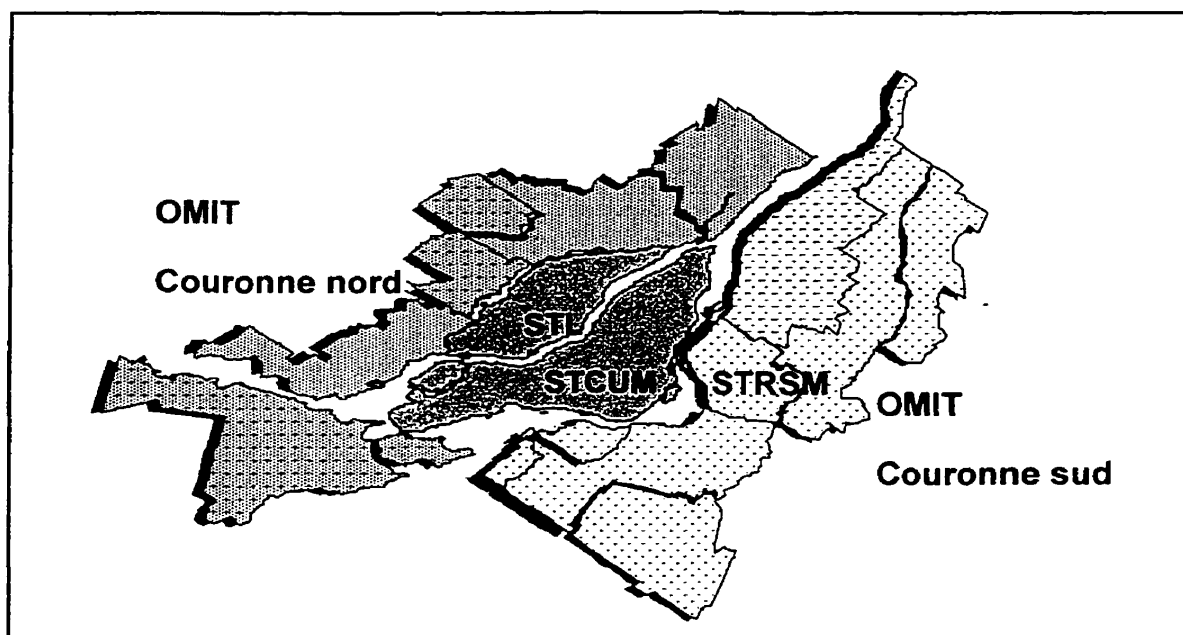 OMIT
Couronne nord
STL
STCUM
STRSM
OMIT
Couronne sud